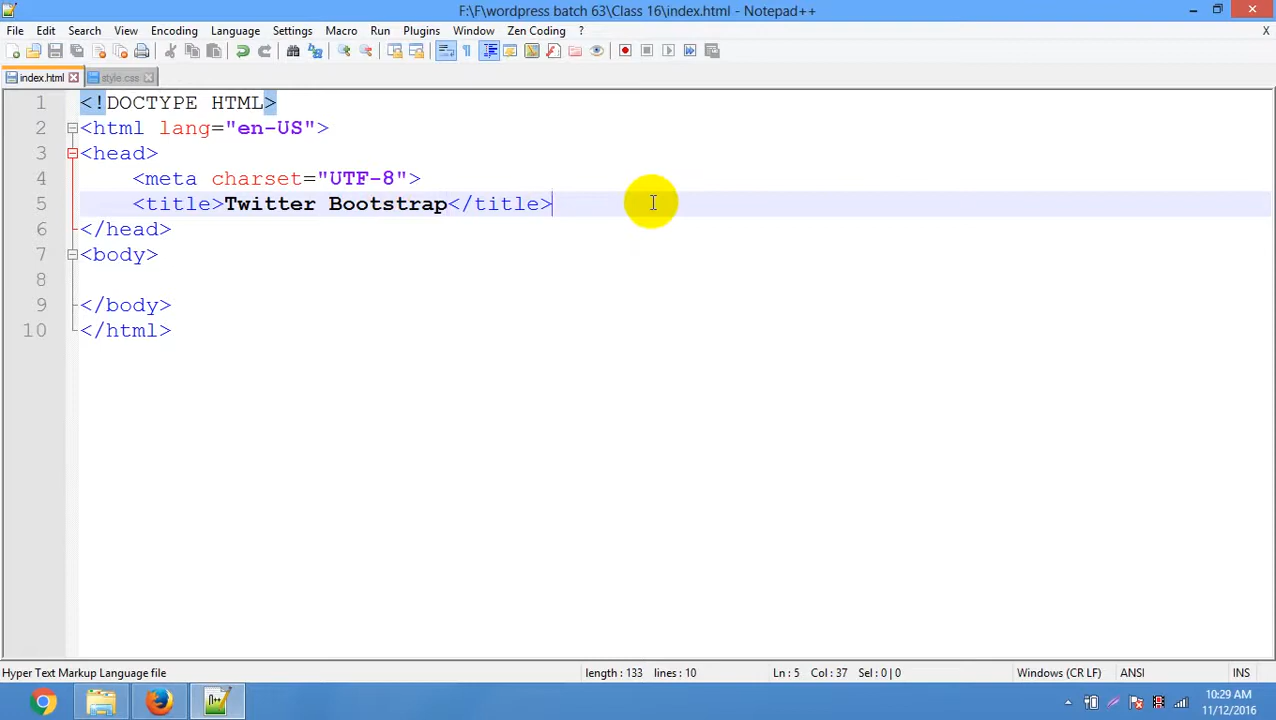 F:\F\wordpress batch 63\Class 16\index.html - Notepad++
File Edit Search View Encoding Language Settings Macro Run Plugins Window Zen Coding ? X
index.html style.css
1 <!DOCTYPE HTML>
2 <html lang="en-US">
3 <head>
4 <meta charset="UTF-8">
5 <title>Twitter Bootstrap</title>
6 </head>
7 <body>
8
9 </body>
10 </html>
Hyper Text Markup Language file length : 133 lines : 10 Ln : 5 Col : 37 Sel : 0 | 0 Windows (CR LF) ANSI INS
10:29 AM
11/12/2016